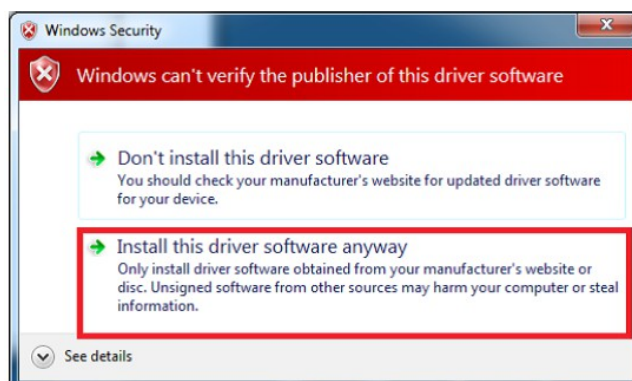 Windows Security
Windows can't verify the publisher of this driver software
Don't install this driver software
You should check your manufacturer's website for updated driver software
for your device.
Install this driver software anyway
Only install driver software obtained from your manufacturer's website or
disc. Unsigned software from other sources may harm your computer or steal
information.
See details